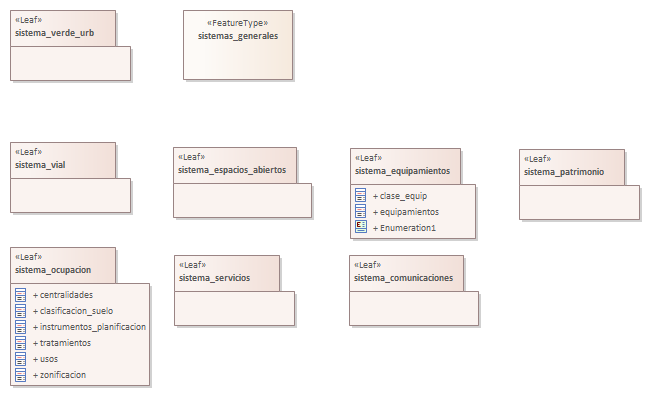 «Leaf»
sistema_verde_urb
«FeatureType»
sistemas_generales
«Leaf»
sistema_vial
«Leaf»
sistema_espacios_abiertos
«Leaf»
sistema_equipamientos
+ clase_equip
+ equipamientos
+ Enumeration1
«Leaf»
sistema_patrimonio
«Leaf»
sistema_ocupacion
+ centralidades
+ clasificacion_suelo
+ instrumentos_planificacion
+ tratamientos
+ usos
+ zonificacion
«Leaf»
sistema_servicios
«Leaf»
sistema_comunicaciones